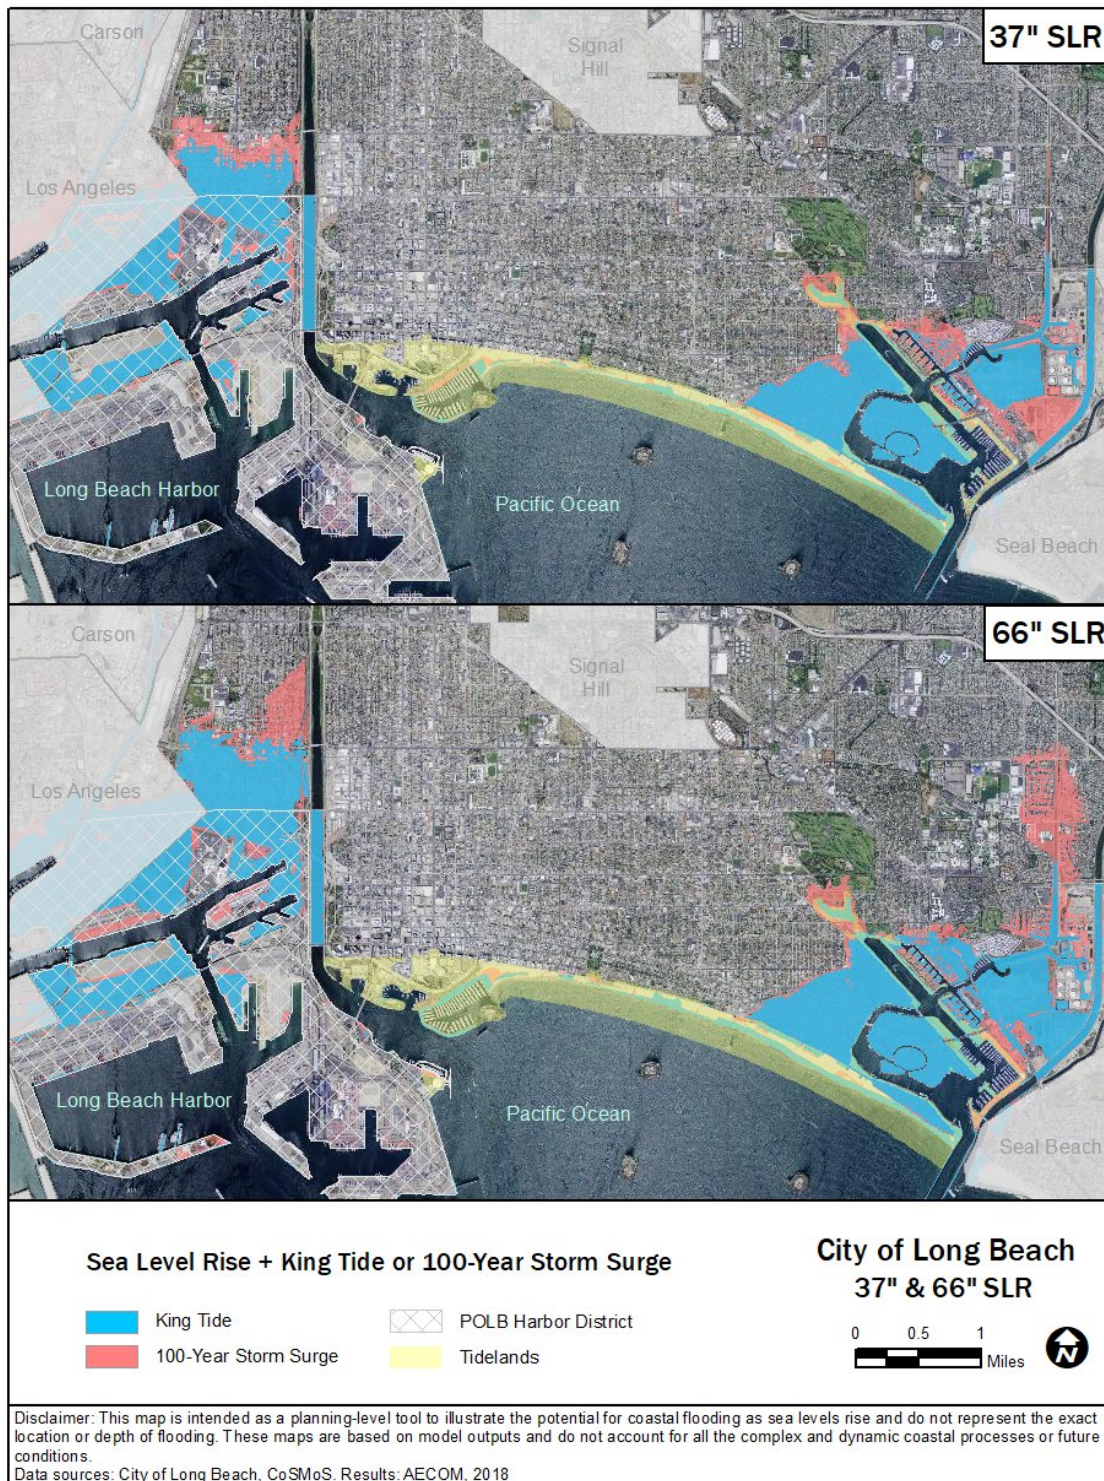 Carson
Signal
Hill
37" SLR
Los Angeles
Long Beach Harbor
Pacific Ocean
Seal Beach
Carson
Signal
Hill
66" SLR
Los Angeles
Long Beach Harbor
Pacific Ocean
Seal Beach
Sea Level Rise + King Tide or 100-Year Storm Surge
King Tide
100-Year Storm Surge
POLB Harbor District
Tidelands
City of Long Beach
37" & 66" SLR
0 0.5 1
Miles
N
Disclaimer: This map is intended as a planning-level tool to illustrate the potential for coastal flooding as sea levels rise and do not represent the exact
location or depth of flooding. These maps are based on model outputs and do not account for all the complex and dynamic coastal processes or future
conditions.
Data sources: City of Long Beach, CoSMoS. Results: AECOM, 2018